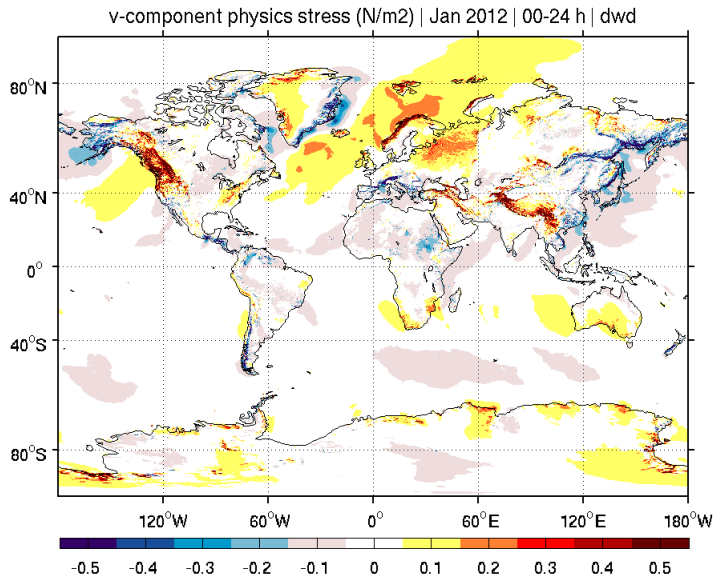 v-component physics stress (N/m2) | Jan 2012 | 00-24 h | dwd
80°N
40°N
0°
40°S
80°S
120°W 60°W 0° 60°E 120°E 180°W
-0.5 -0.4 -0.3 -0.2 -0.1 0 0.1 0.2 0.3 0.4 0.5